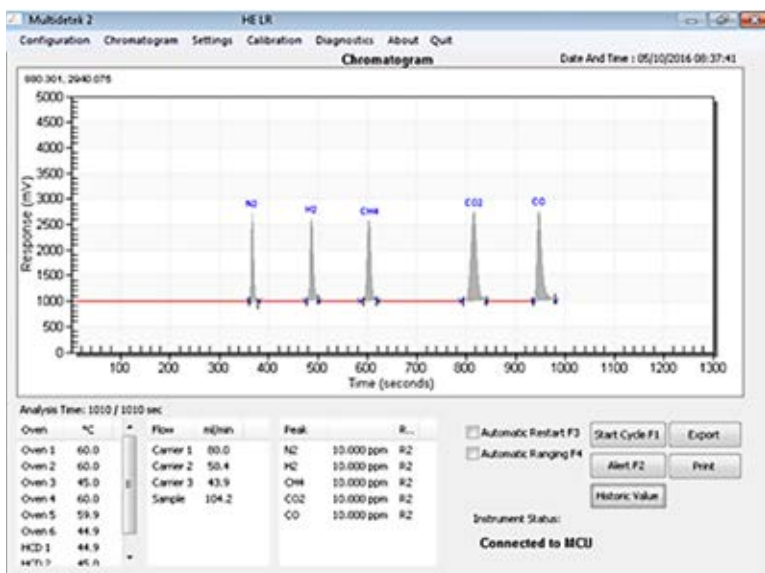 Multidetek 2 HE LR
Configuration Chromatogram Settings Calibration Diagnostics About Quit
Chromatogram Date And Time : 05/10/2016 08:37:41
880.301, 2940.076
5000
4500
4000
3500
3000
2500
2000
1500
1000
500
0
Response (mV)
N2 H2 CH4 CO2 CO
100 200 300 400 500 600 700 800 900 1000 1100 1200 1300
Time (seconds)
Analysis Time: 1010 / 1010 sec
Oven °C
Oven 1 60.0
Oven 2 60.0
Oven 3 45.0
Oven 4 60.0
Oven 5 59.9
Oven 6 44.9
HCD 1 44.9
HCD 2 45.0
Flow ml/min
Carrier 1 80.0
Carrier 2 50.4
Carrier 3 43.9
Sample 104.2
Peak R...
N2 10.000 ppm R2
H2 10.000 ppm R2
CH4 10.000 ppm R2
CO2 10.000 ppm R2
CO 10.000 ppm R2
Automatic Restart F3
Automatic Ranging F4
Start Cycle F1 Export
Alert F2 Print
Historic Value
Instrument Status:
Connected to MCU